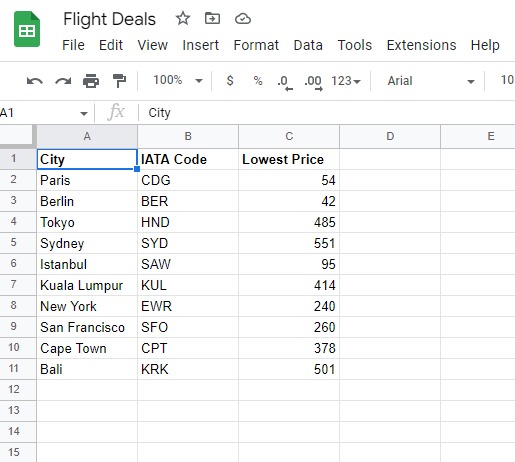 Flight Deals
File Edit View Insert Format Data Tools Extensions Help
100% $ % .0 .00 123 Arial 10
A1 fx City
A B C D E
1 City IATA Code Lowest Price
2 Paris CDG 54
3 Berlin BER 42
4 Tokyo HND 485
5 Sydney SYD 551
6 Istanbul SAW 95
7 Kuala Lumpur KUL 414
8 New York EWR 240
9 San Francisco SFO 260
10 Cape Town CPT 378
11 Bali KRK 501
12
13
14
15